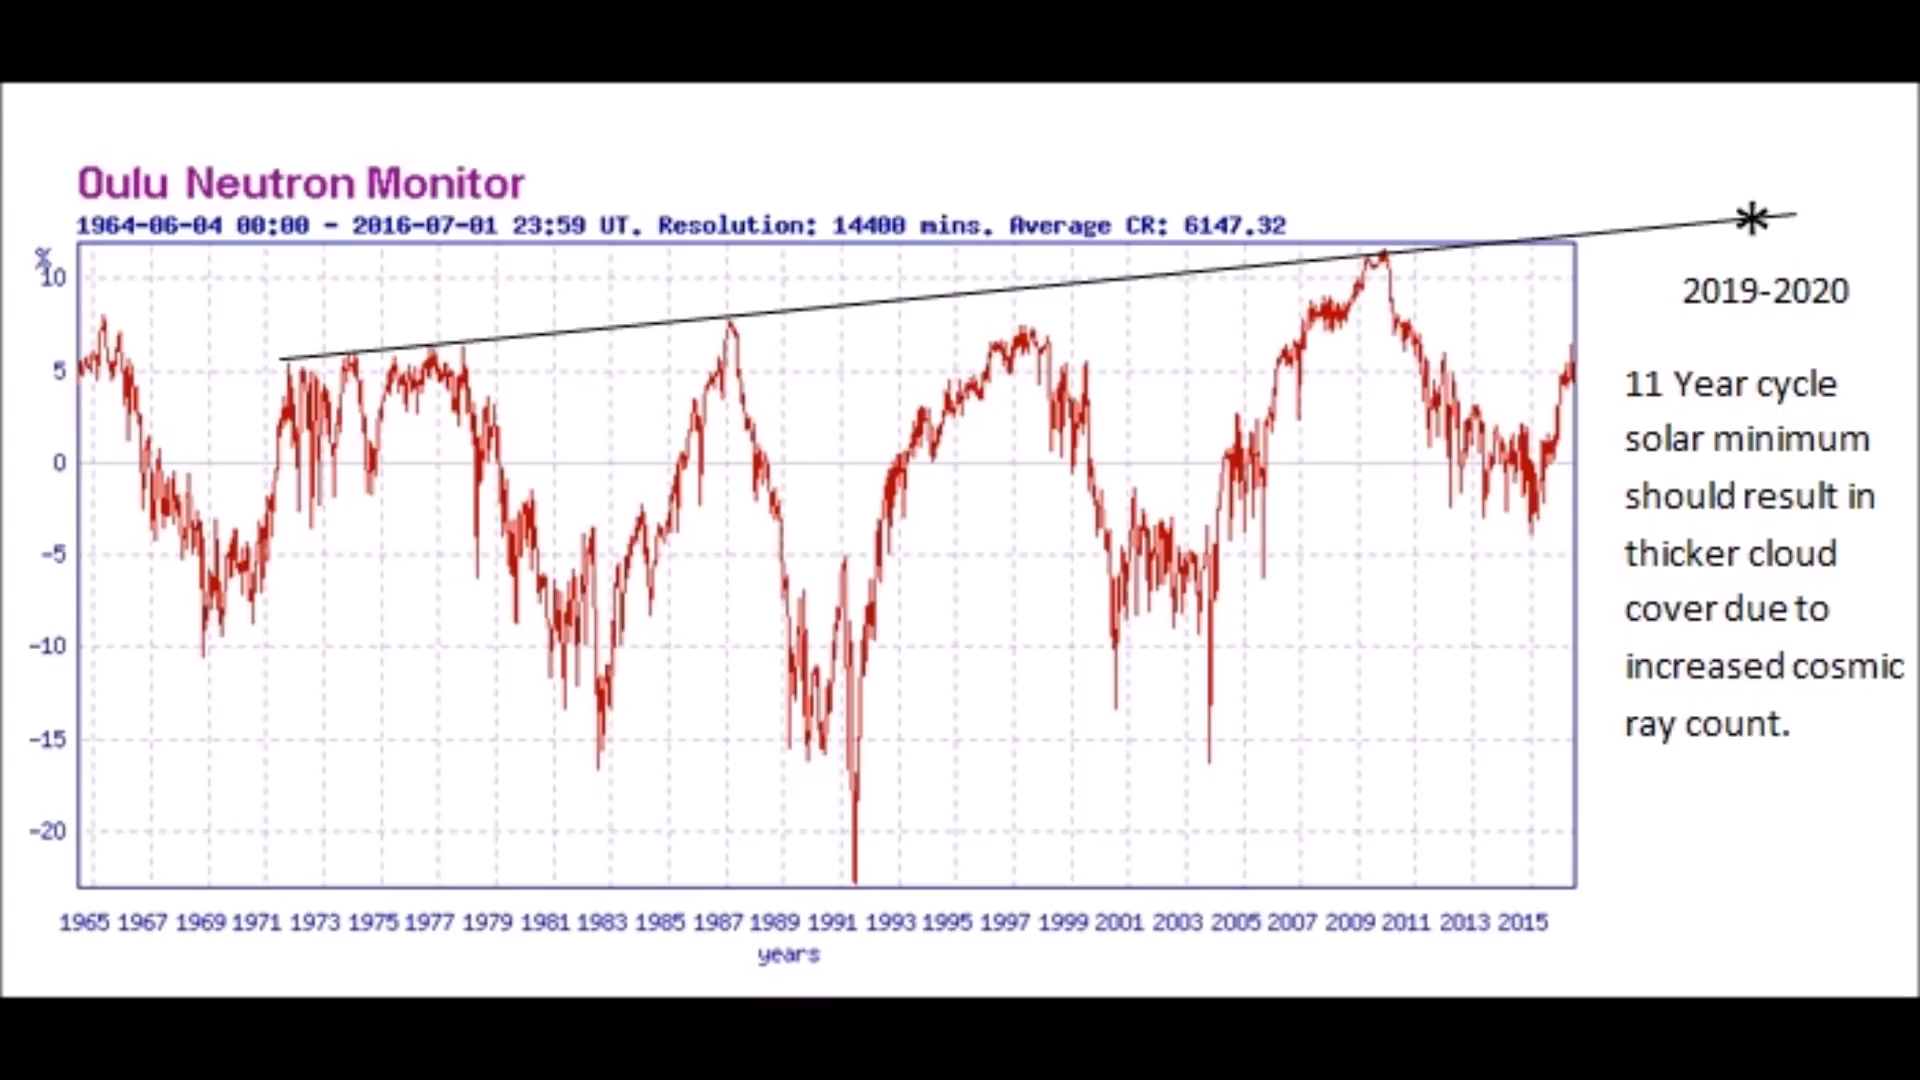 Oulu Neutron Monitor
1964-06-04 00:00 - 2016-07-01 23:59 UT. Resolution: 14400 mins. Average CR: 6147.32
%
10
5
0
-5
-10
-15
-20
1965 1967 1969 1971 1973 1975 1977 1979 1981 1983 1985 1987 1989 1991 1993 1995 1997 1999 2001 2003 2005 2007 2009 2011 2013 2015
years
*
2019-2020
11 Year cycle
solar minimum
should result in
thicker cloud
cover due to
increased cosmic
ray count.